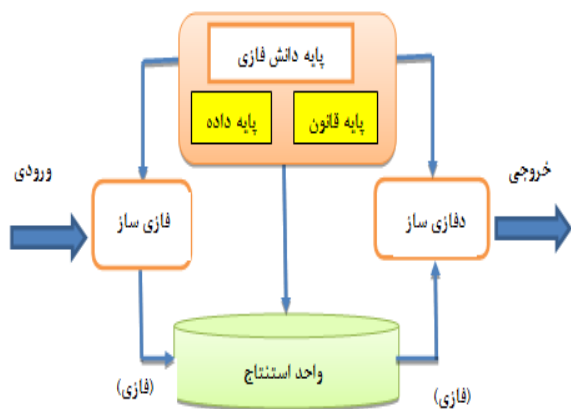 پایه دانش فازی
پایه قانون
پایه داده
ورودی
خروجی
فازی ساز
دفازی ساز
واحد استنتاج
(فازی)
(فازی)